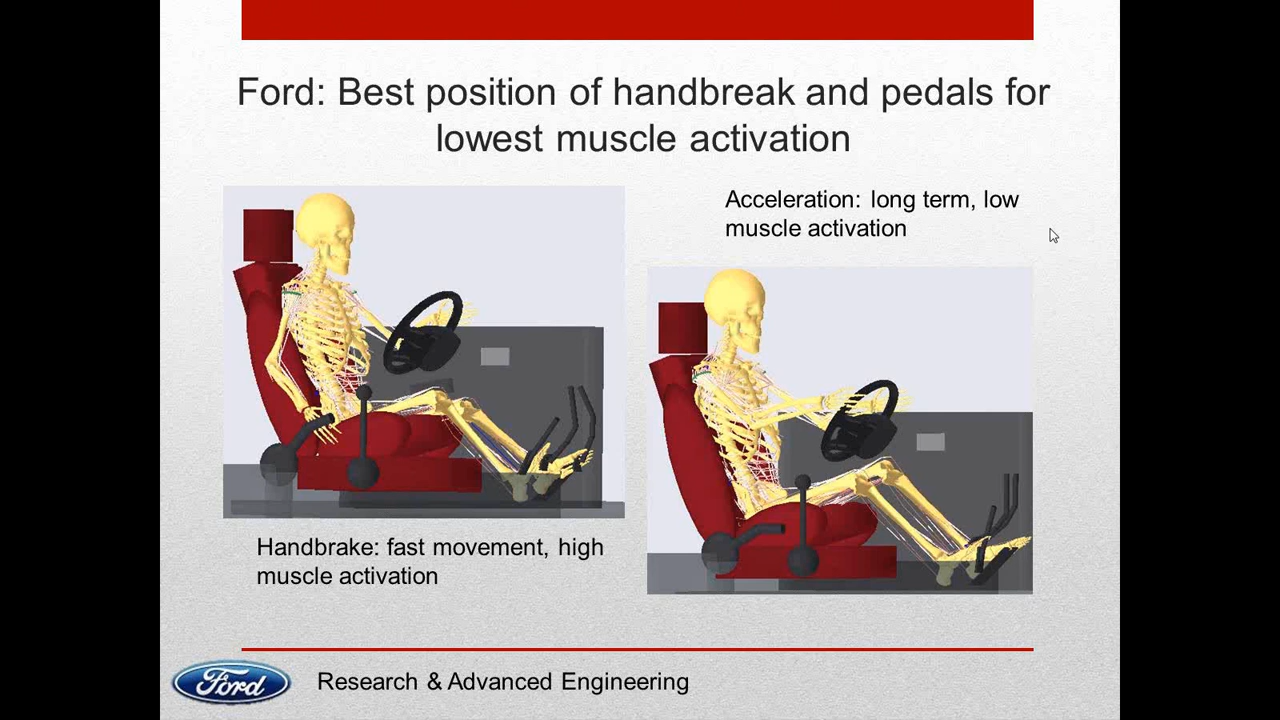 Ford: Best position of handbreak and pedals for
lowest muscle activation
Acceleration: long term, low
muscle activation
Handbrake: fast movement, high
muscle activation
Ford
Research & Advanced Engineering